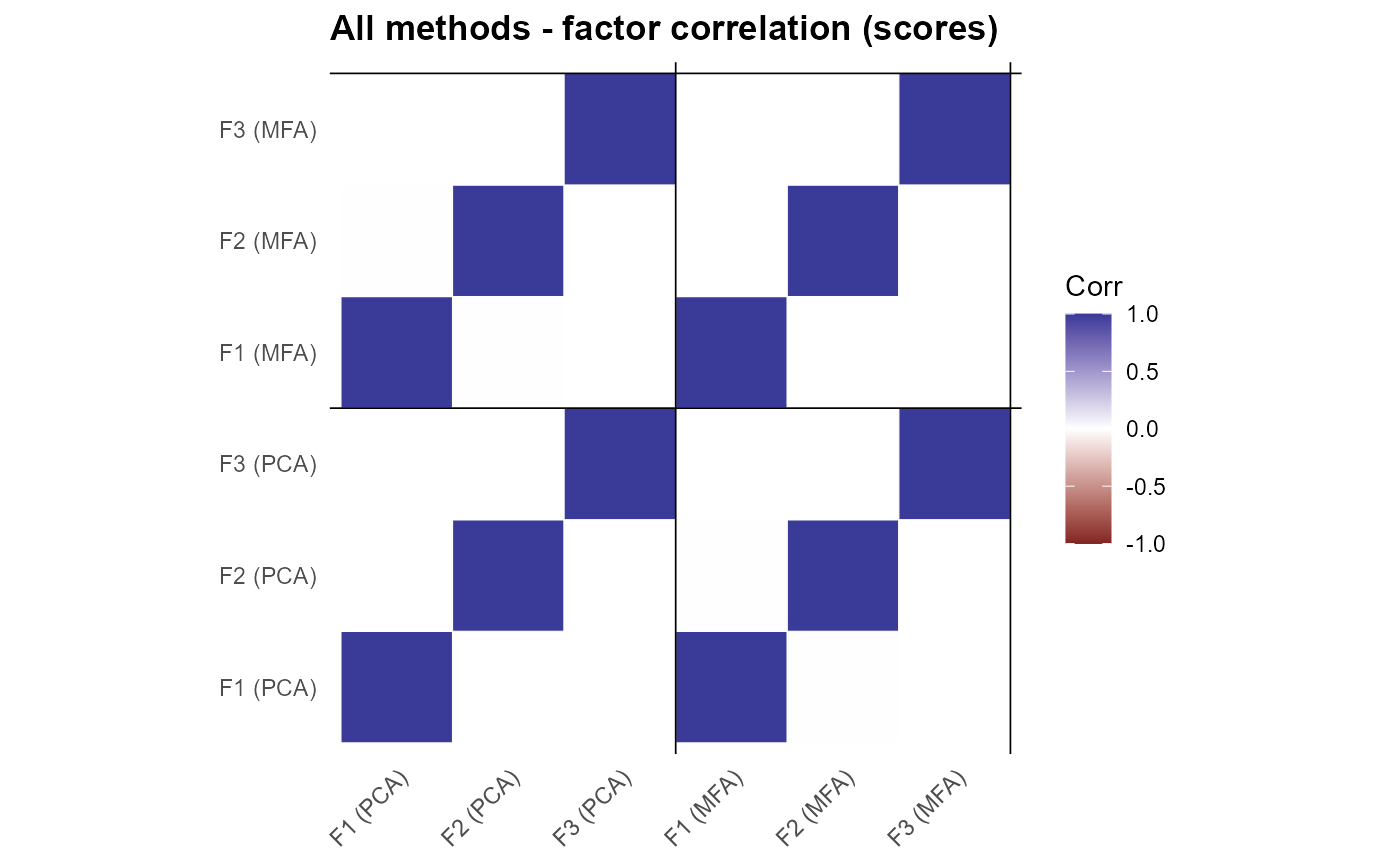 All methods - factor correlation (scores)
F3 (MFA)
F2 (MFA)
F1 (MFA)
F3 (PCA)
F2 (PCA)
F1 (PCA)
F1 (PCA)
F2 (PCA)
F3 (PCA)
F1 (MFA)
F2 (MFA)
F3 (MFA)
Corr
1.0
0.5
0.0
-0.5
-1.0